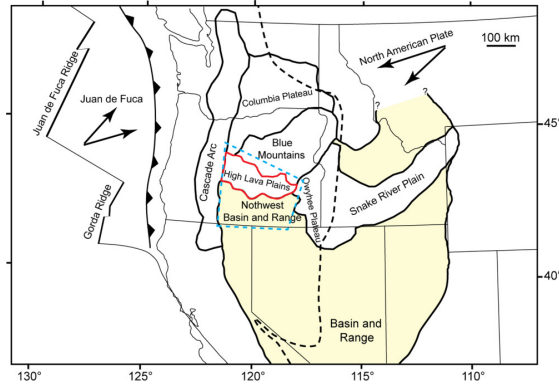 North American Plate
100 km
?
?
Juan de Fuca Ridge
Juan de Fuca
Columbia Plateau
45°
Blue
Mountains
Cascade Arc
High Lava Plains
Owyhee Plateau
Snake River Plain
Nothwest
Basin and Range
Gorda Ridge
40°
Basin and
Range
130°
125°
120°
115°
110°